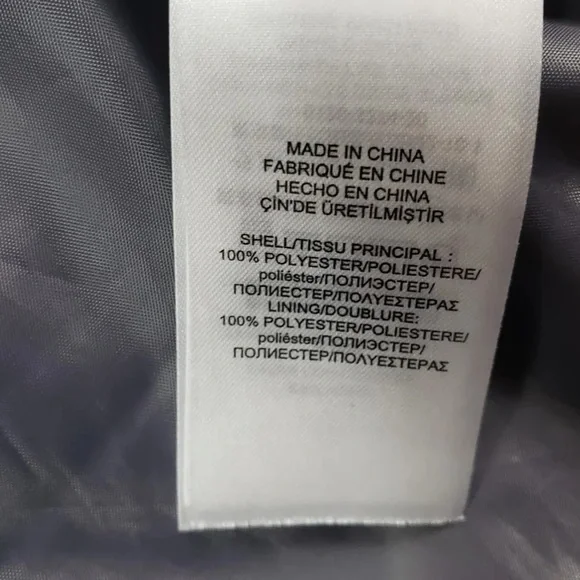 MADE IN CHINA
FABRIQUÉ EN CHINE
HECHO EN CHINA
ÇİN'DE ÜRETİLMİŞTİR
SHELL/TISSU PRINCIPAL :
100% POLYESTER/POLIESTERE/
poliéster/ПОЛИЭСТЕР/
ПОЛИЕСТЕР/ΠΟΛΥΕΣΤΕΡΑΣ
LINING/DOUBLURE:
100% POLYESTER/POLIESTERE/
poliéster/ПОЛИЭСТЕР/
ПОЛИЕСТЕР/ΠΟΛΥΕΣΤΕΡΑΣ